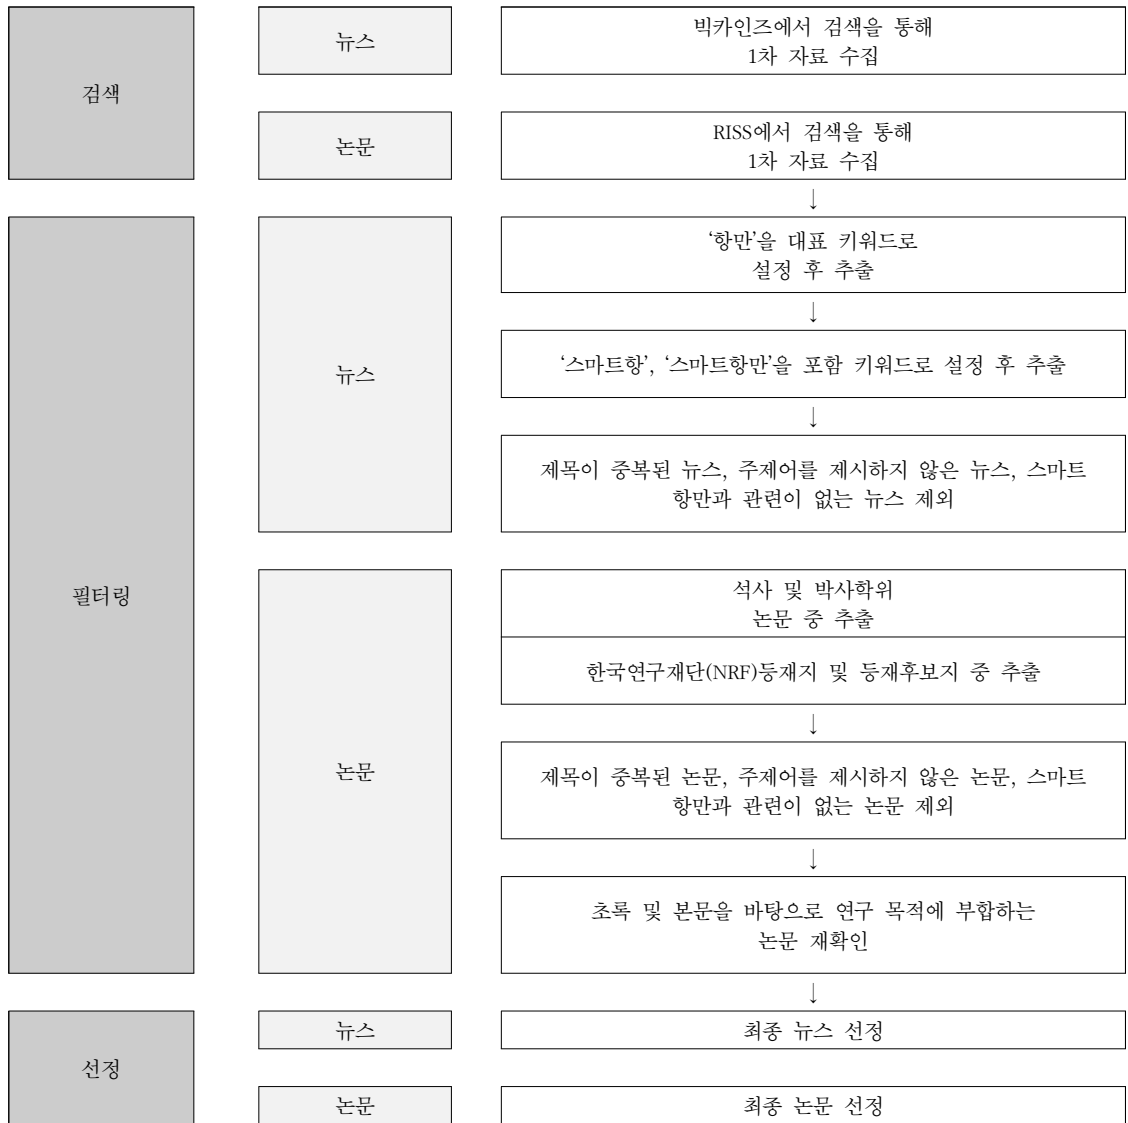 검색
뉴스
빅카인즈에서 검색을 통해
1차 자료 수집
논문
RISS에서 검색을 통해
1차 자료 수집
↓
필터링
뉴스
‘항만’을 대표 키워드로
설정 후 추출
↓
‘스마트항’, ‘스마트항만’을 포함 키워드로 설정 후 추출
↓
제목이 중복된 뉴스, 주제어를 제시하지 않은 뉴스, 스마트
항만과 관련이 없는 뉴스 제외
논문
석사 및 박사학위
논문 중 추출
한국연구재단(NRF)등재지 및 등재후보지 중 추출
↓
제목이 중복된 논문, 주제어를 제시하지 않은 논문, 스마트
항만과 관련이 없는 논문 제외
↓
초록 및 본문을 바탕으로 연구 목적에 부합하는
논문 재확인
↓
선정
뉴스
최종 뉴스 선정
논문
최종 논문 선정